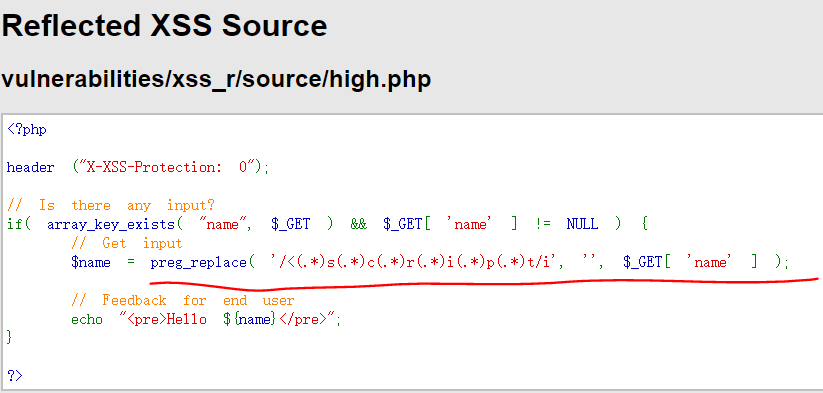 Reflected XSS Source
vulnerabilities/xss_r/source/high.php
<?php
header ("X-XSS-Protection: 0");
// Is there any input?
if( array_key_exists( "name", $_GET ) && $_GET[ 'name' ] != NULL ) {
// Get input
$name = preg_replace( '/<(.*)s(.*)c(.*)r(.*)i(.*)p(.*)t/i', '', $_GET[ 'name' ] );
// Feedback for end user
echo "<pre>Hello ${name}</pre>";
}
?>